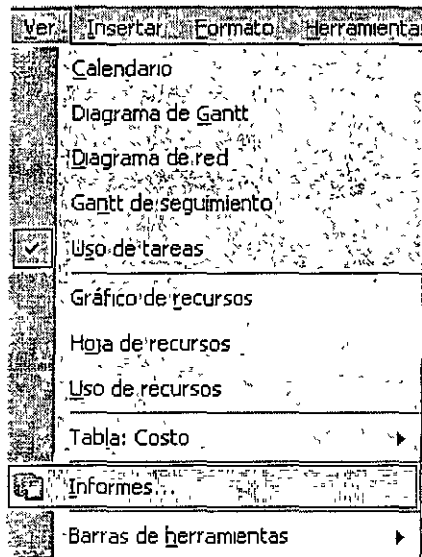 Ver Insertar Formato Herramientas
Calendario
Diagrama de Gantt
Diagrama de red
Gantt de seguimiento
Uso de tareas
Gráfico de recursos
Hoja de recursos
Uso de recursos
Tabla: Costo
Informes...
Barras de herramientas